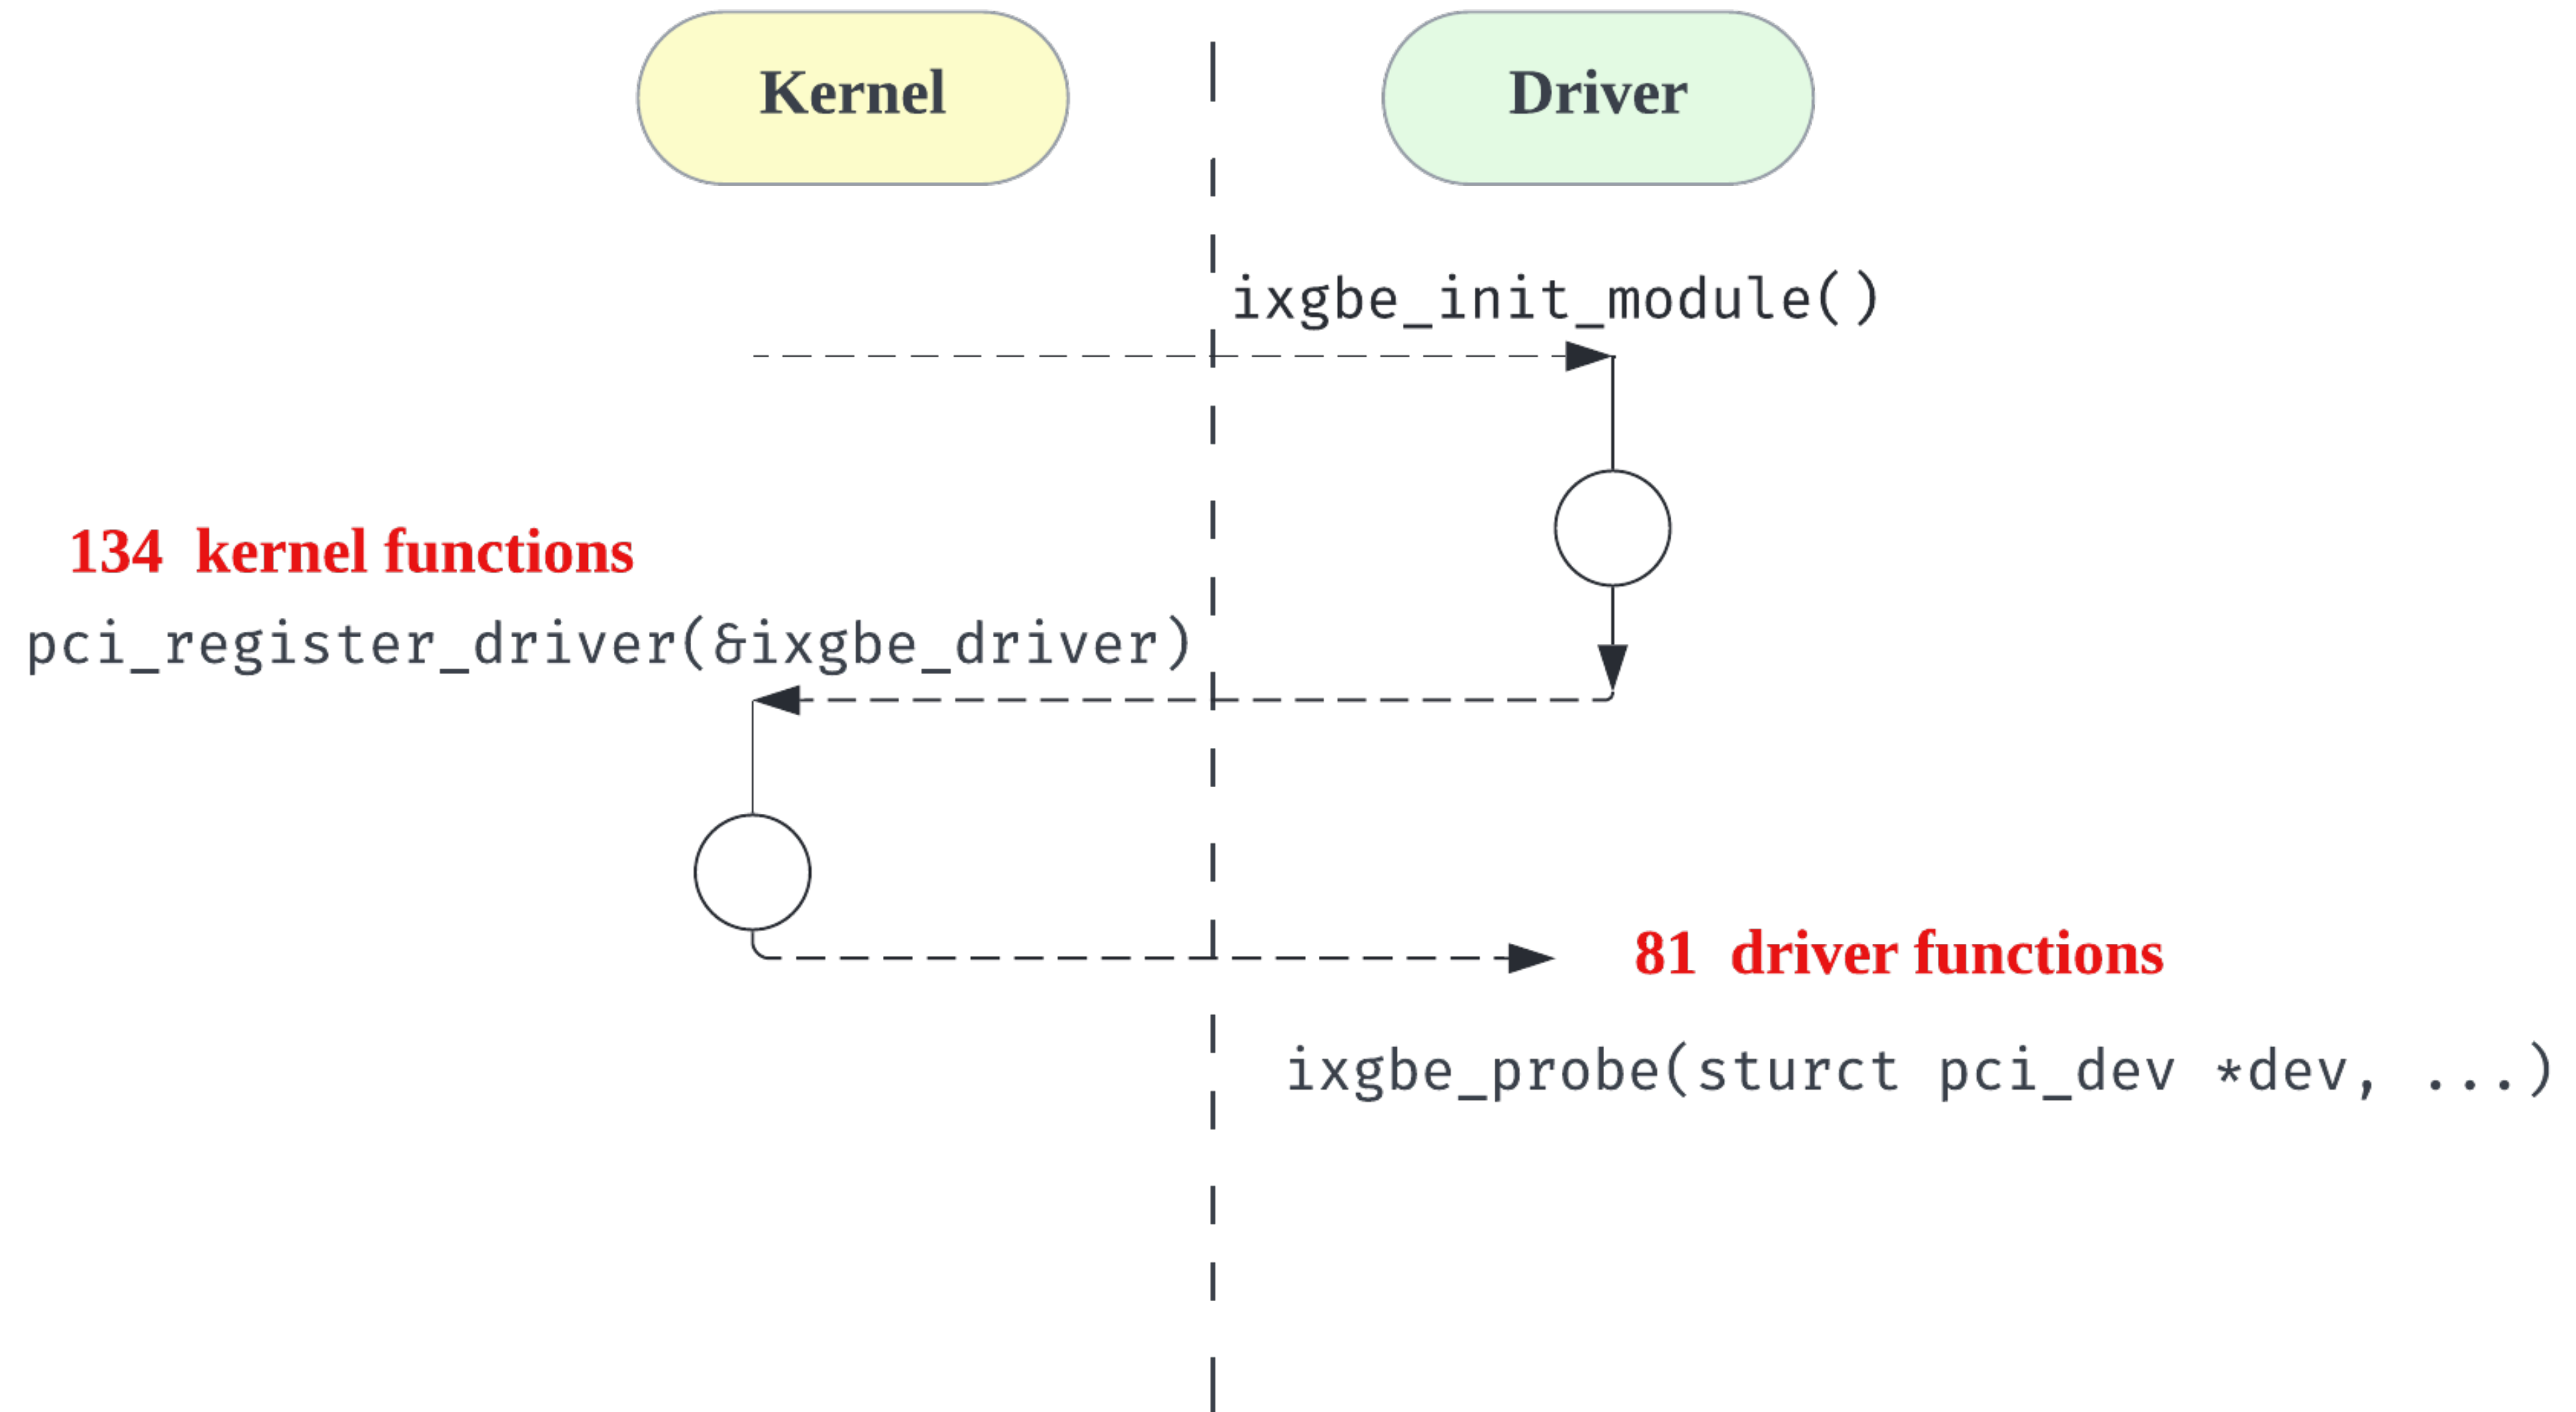 Kernel
Driver
ixgbe_init_module()
134 kernel functions
pci_register_driver(&ixgbe_driver)
81 driver functions
ixgbe_probe(sturct pci_dev *dev, ...)